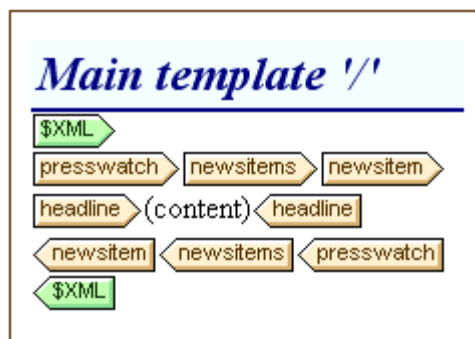 Main template '/'
$XML
presswatch newsitems newsitem
headline (content) headline
newsitem newsitems presswatch
$XML